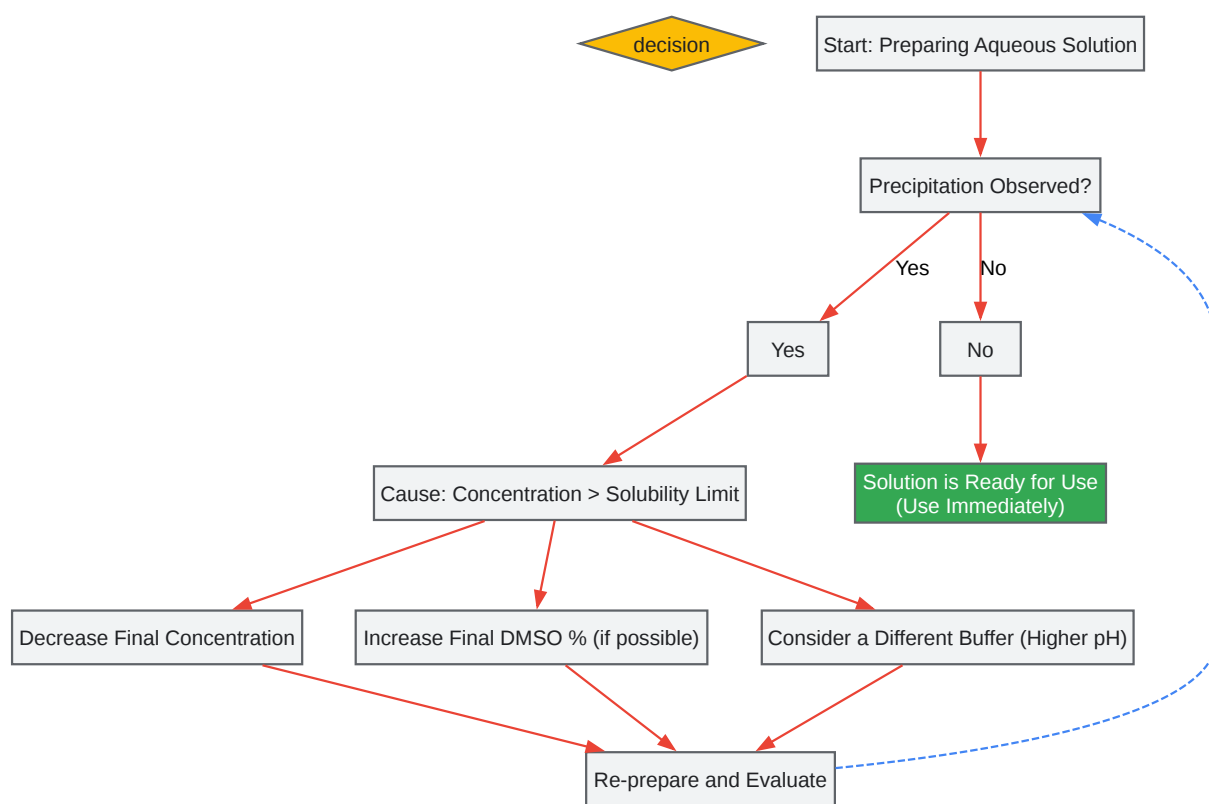 decision
Start: Preparing Aqueous Solution
Precipitation Observed?
Yes
No
Yes
No
Cause: Concentration > Solubility Limit
Solution is Ready for Use
(Use Immediately)
Decrease Final Concentration
Increase Final DMSO % (if possible)
Consider a Different Buffer (Higher pH)
Re-prepare and Evaluate